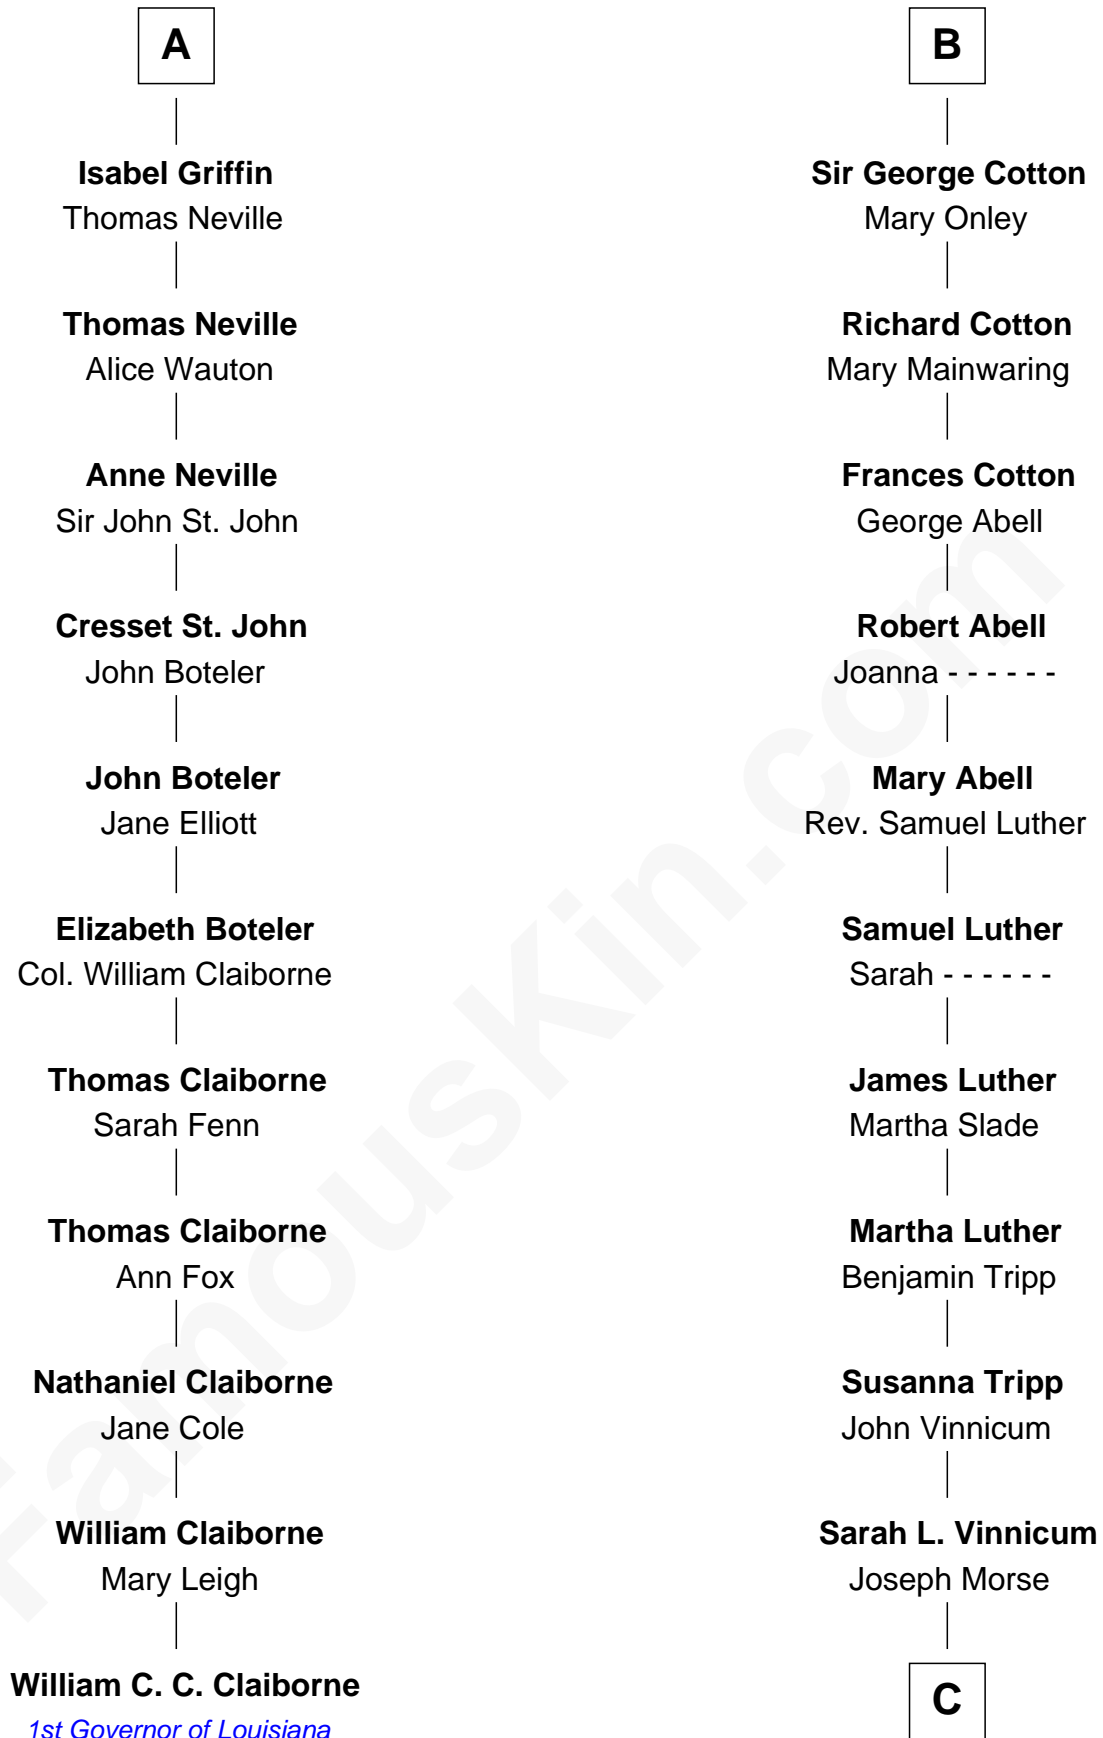 A
Isabel Griffin
Thomas Neville
Thomas Neville
Alice Wauton
Anne Neville
Sir John St. John
Cresset St. John
John Boteler
John Boteler
Jane Elliott
Elizabeth Boteler
Col. William Claiborne
Thomas Claiborne
Sarah Fenn
Thomas Claiborne
Ann Fox
Nathaniel Claiborne
Jane Cole
William Claiborne
Mary Leigh
William C. C. Claiborne
1st Governor of Louisiana
B
Sir George Cotton
Mary Onley
Richard Cotton
Mary Mainwaring
Frances Cotton
George Abell
Robert Abell
Joanna - - - - - -
Mary Abell
Rev. Samuel Luther
Samuel Luther
Sarah - - - - - -
James Luther
Martha Slade
Martha Luther
Benjamin Tripp
Susanna Tripp
John Vinnicum
Sarah L. Vinnicum
Joseph Morse
C
FamousKin.com